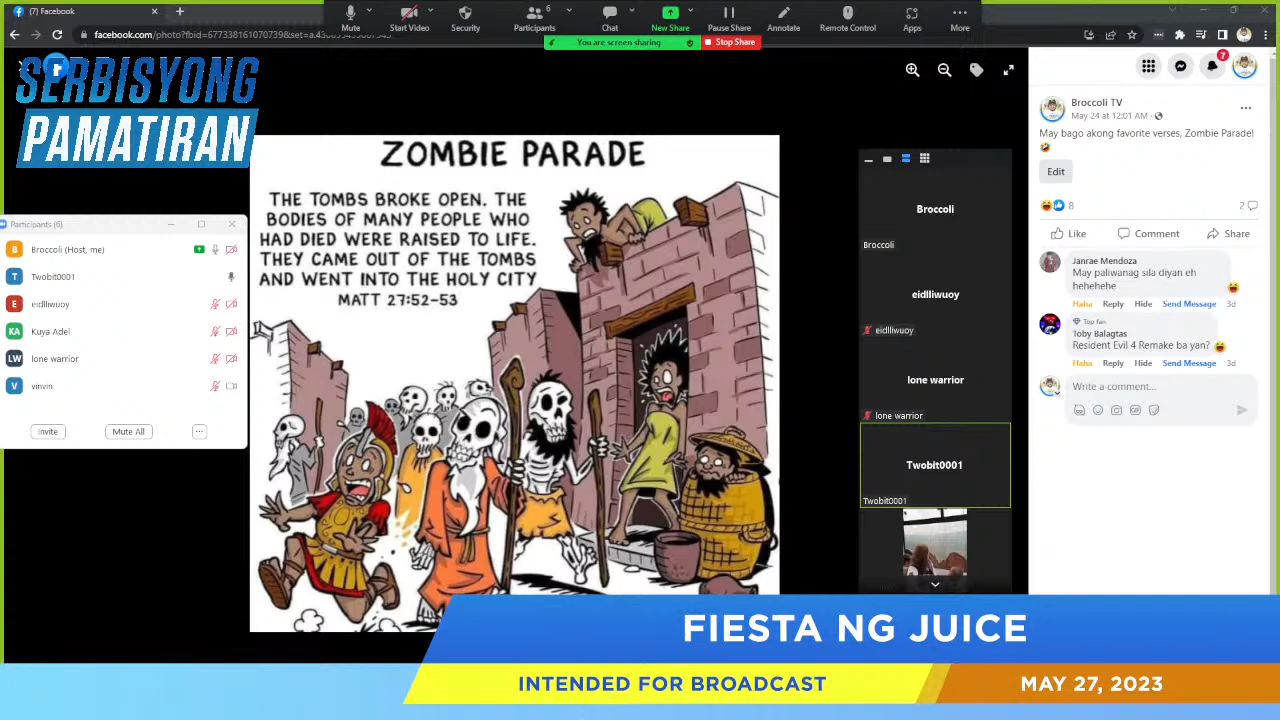 (7) Facebook
facebook.com/photo?fbid=
Mute
Start Video
Security
Participants
6
Chat
New Share
Pause Share
Annotate
Remote Control
Apps
More
You are screen sharing
Stop Share
SERBISYONG
PAMATIRAN
Participants (6)
B Broccoli (Host, me)
T Twobit0001
E eidlliwuoy
KA Kuya Adel
LW lone warrior
V vinvin
Invite
Mute All
ZOMBIE PARADE
THE TOMBS BROKE OPEN. THE
BODIES OF MANY PEOPLE WHO
HAD DIED WERE RAISED TO LIFE.
THEY CAME OUT OF THE TOMBS
AND WENT INTO THE HOLY CITY
MATT 27:52-53
Broccoli
Broccoli
eidlliwuoy
eidlliwuoy
lone warrior
lone warrior
Twobit0001
Twobit0001
7
Broccoli TV
May 24 at 12:01 AM ·
May bago akong favorite verses, Zombie Parade!
Edit
8
2
Like
Comment
Share
Janrae Mendoza
May paliwanag sila diyan eh
hehehehe
Haha Reply Hide Send Message 3d
Top fan
Toby Balagtas
Resident Evil 4 Remake ba yan?
Haha Reply Hide Send Message 3d
Write a comment...
FIESTA NG JUICE
INTENDED FOR BROADCAST
MAY 27, 2023